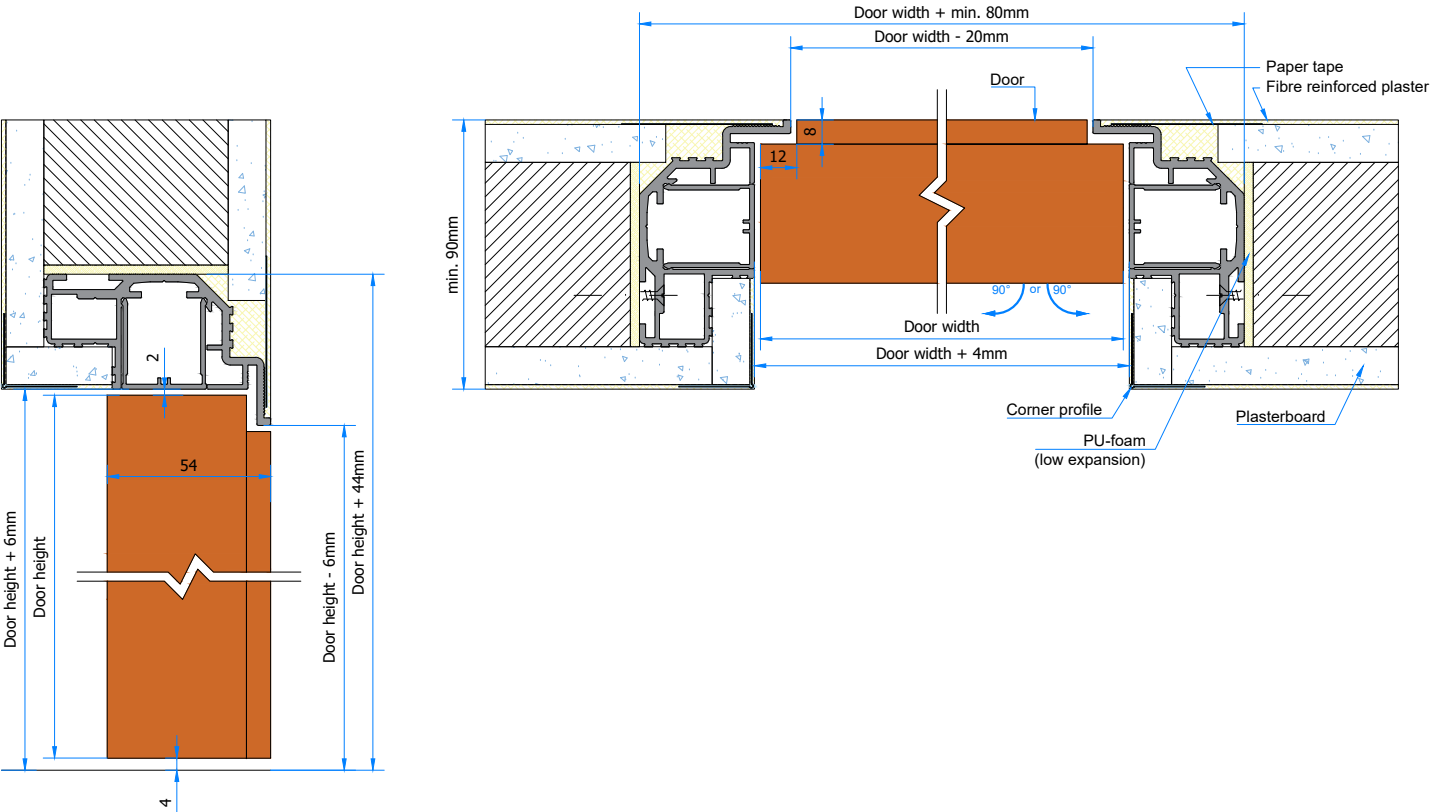 Door width + min. 80mm
Door width - 20mm
Door
Paper tape
Fibre reinforced plaster
8
12
min. 90mm
90° or 90°
Door width
Door width + 4mm
Corner profile
PU-foam
(low expansion)
Plasterboard
2
54
Door height + 6mm
Door height
Door height - 6mm
Door height + 44mm
4